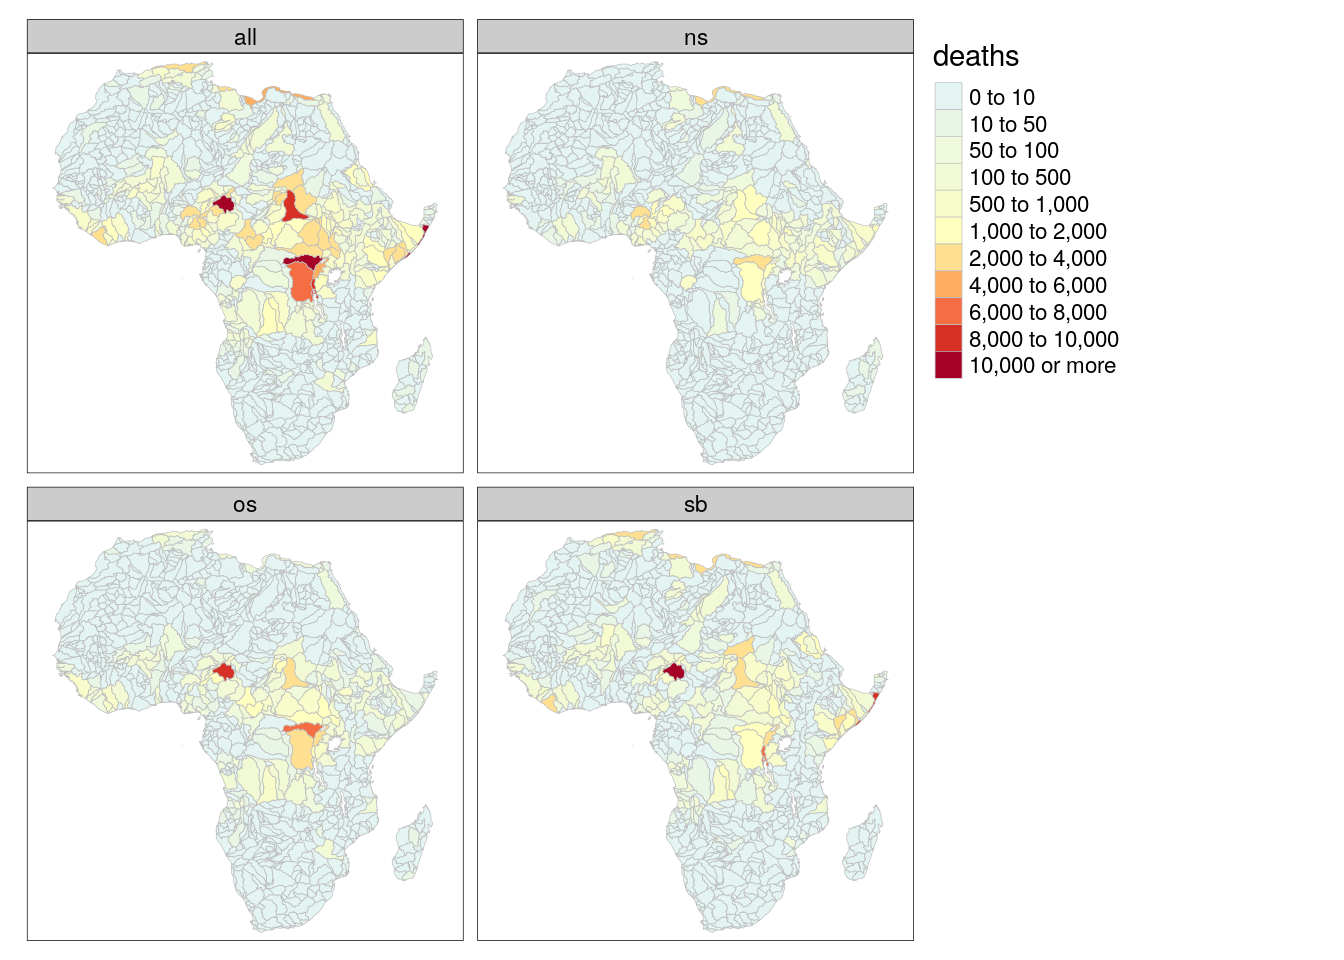 all
ns
deaths
0 to 10
10 to 50
50 to 100
100 to 500
500 to 1,000
1,000 to 2,000
2,000 to 4,000
4,000 to 6,000
6,000 to 8,000
8,000 to 10,000
10,000 or more
os
sb